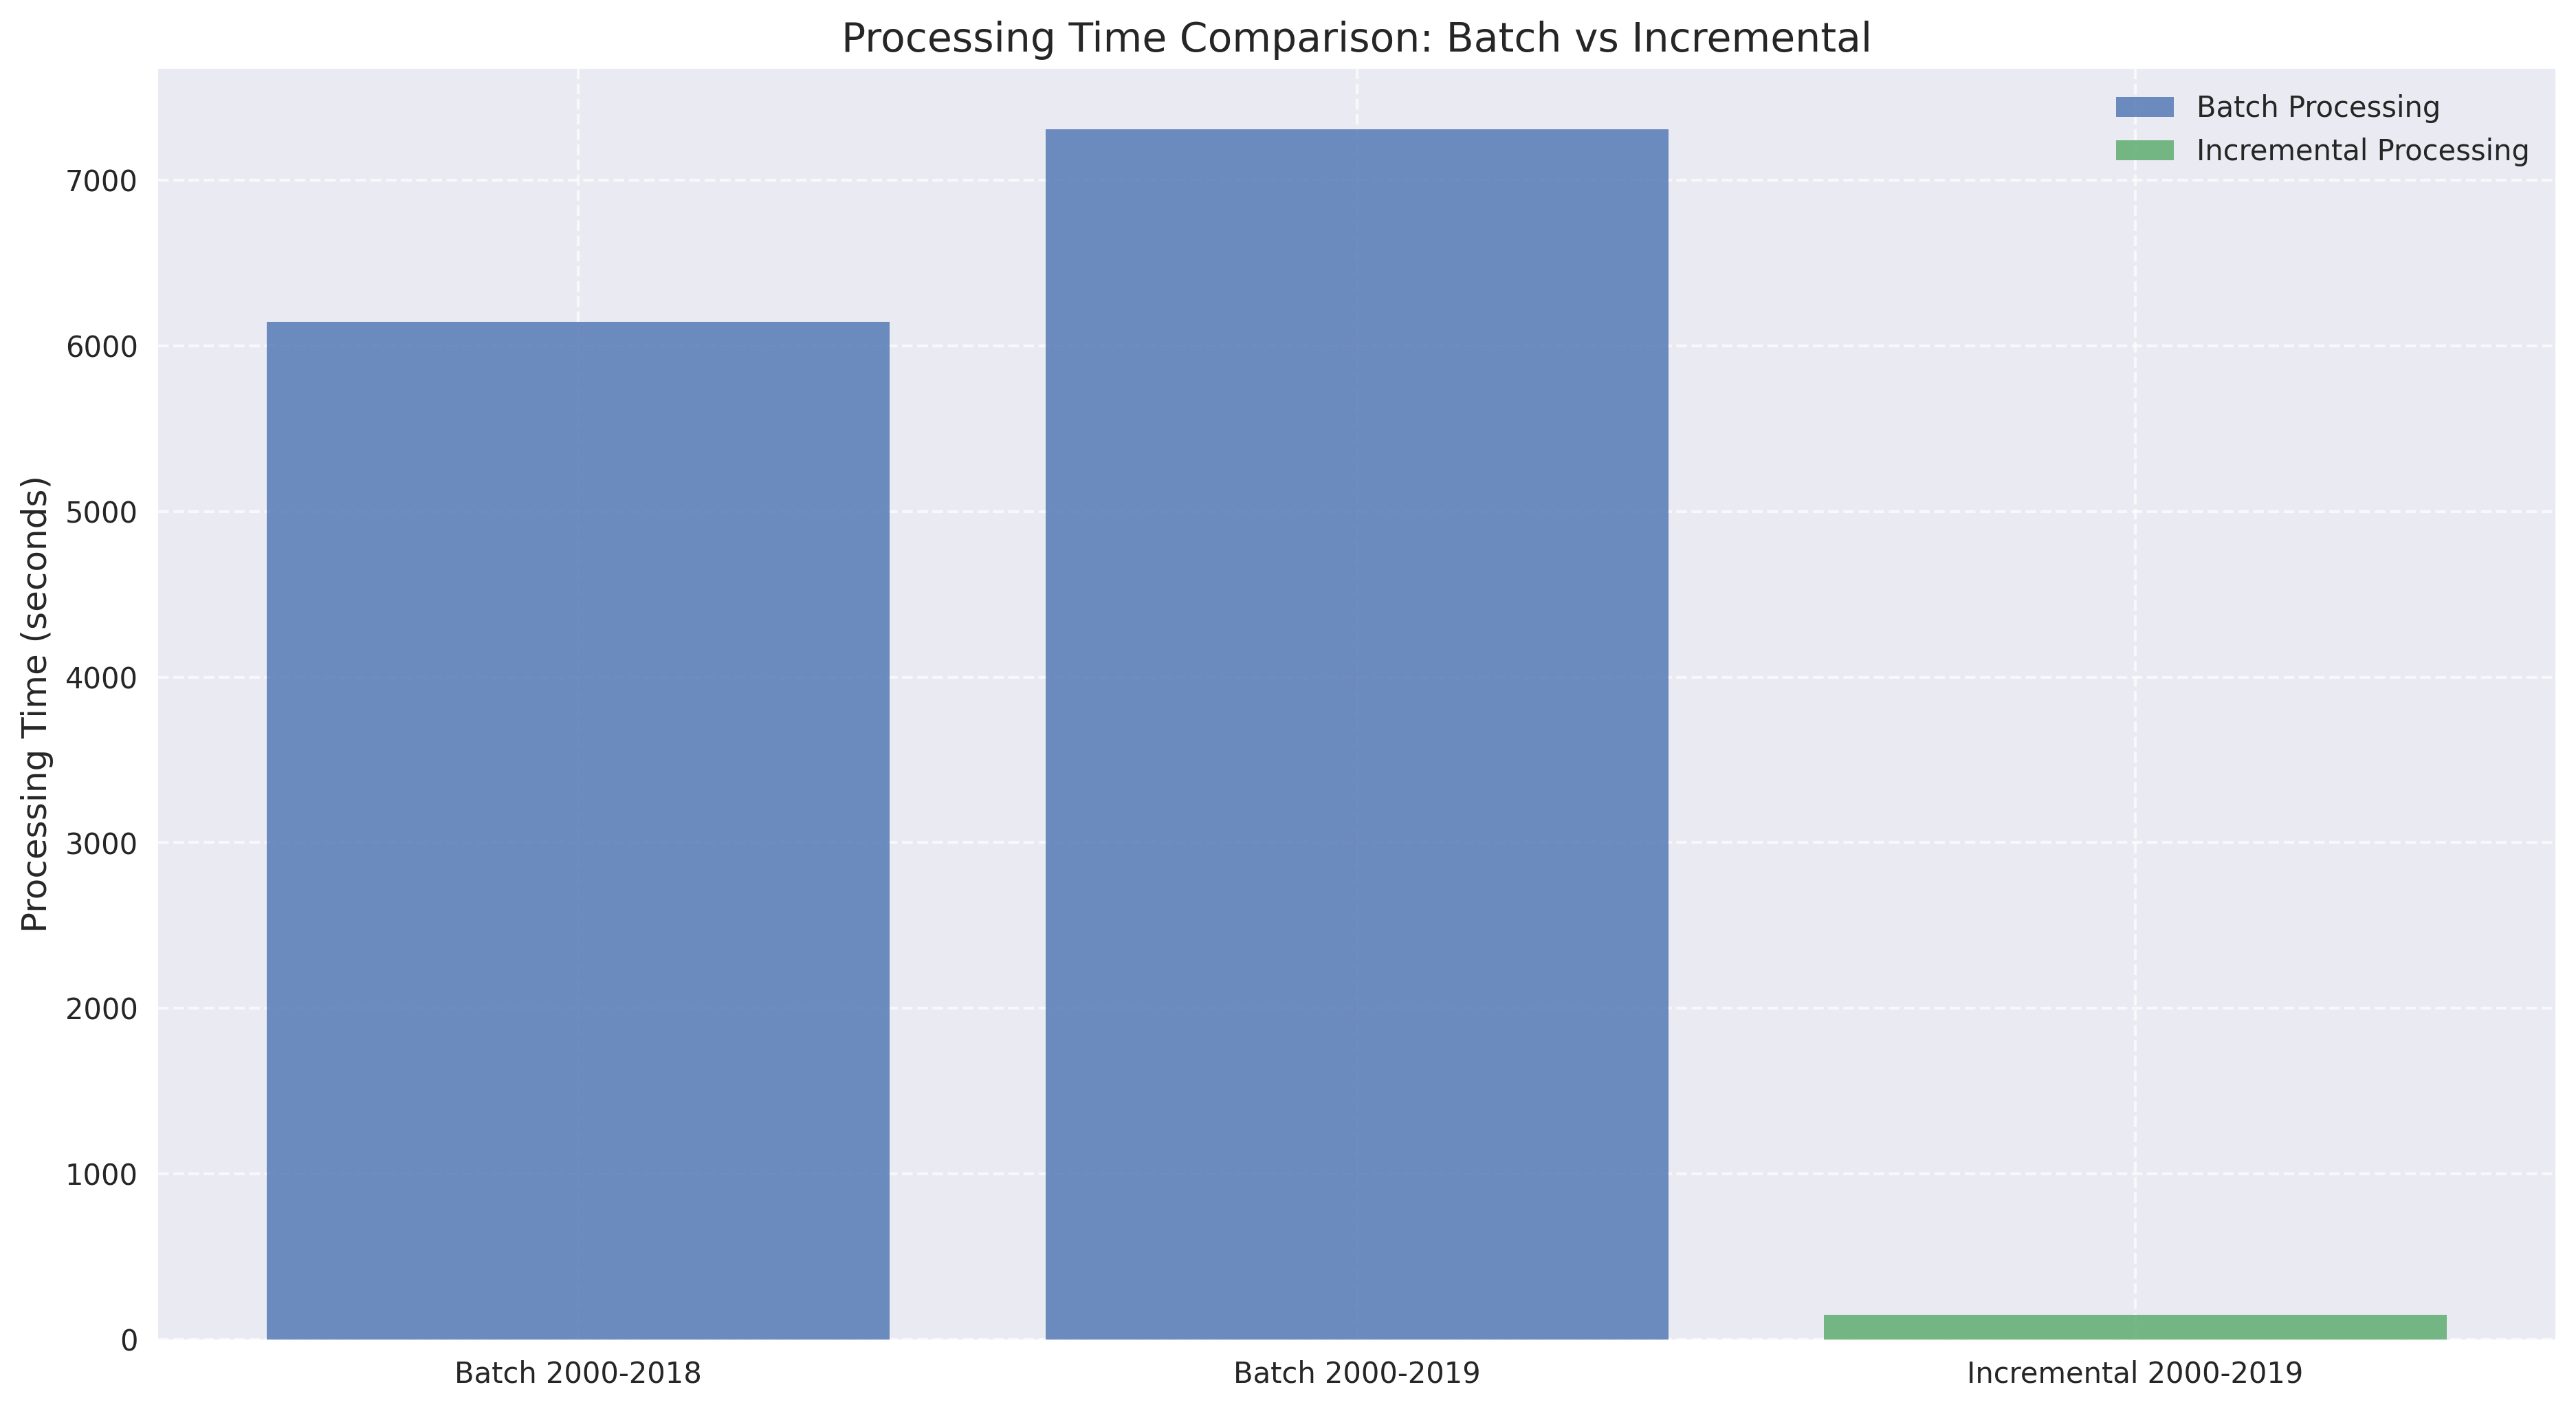 Processing Time Comparison: Batch vs Incremental
Batch Processing
Incremental Processing
Processing Time (seconds)
7000
6000
5000
4000
3000
2000
1000
0
Batch 2000-2018
Batch 2000-2019
Incremental 2000-2019